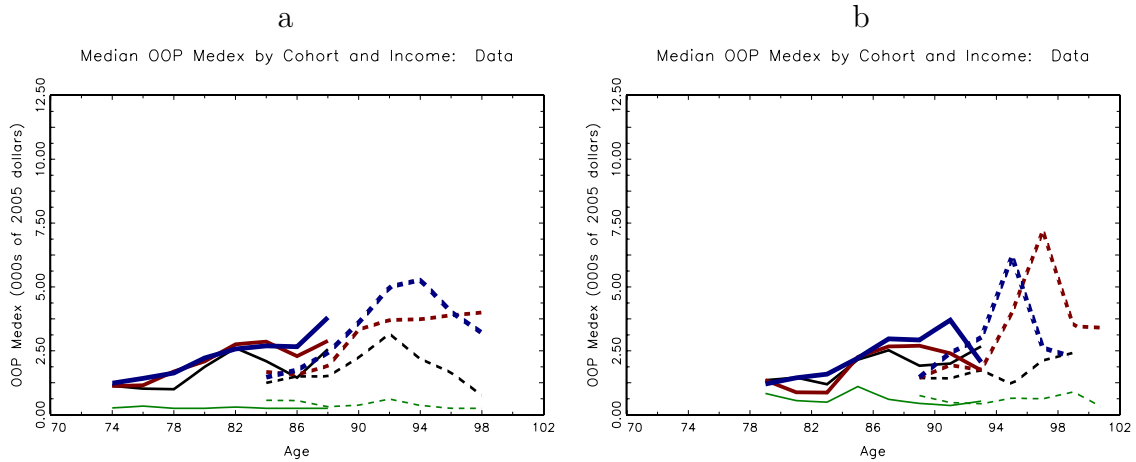 a
b
Median OOP Medex by Cohort and Income: Data
Median OOP Medex by Cohort and Income: Data
OOP Medex (000s of 2005 dollars)
0.00 2.50 5.00 7.50 10.00 12.50
70 74 78 82 86 90 94 98 102
Age
OOP Medex (000s of 2005 dollars)
0.00 2.50 5.00 7.50 10.00 12.50
70 74 78 82 86 90 94 98 102
Age